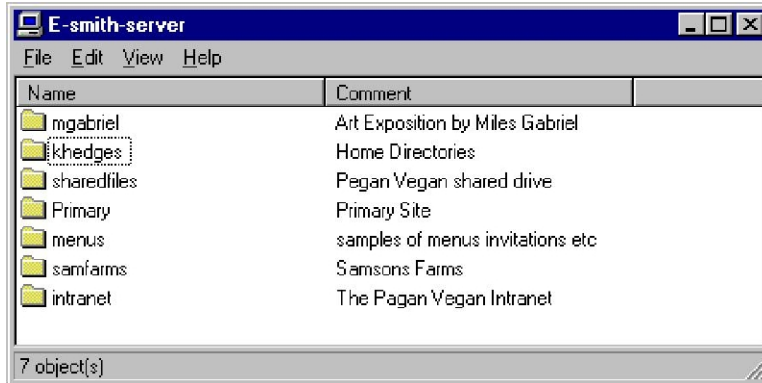 E-smith-server
File Edit View Help
Name Comment
mgabriel Art Exposition by Miles Gabriel
khedges Home Directories
sharedfiles Pegan Vegan shared drive
Primary Primary Site
menus samples of menus invitations etc
samfarms Samsons Farms
intranet The Pagan Vegan Intranet
7 object(s)